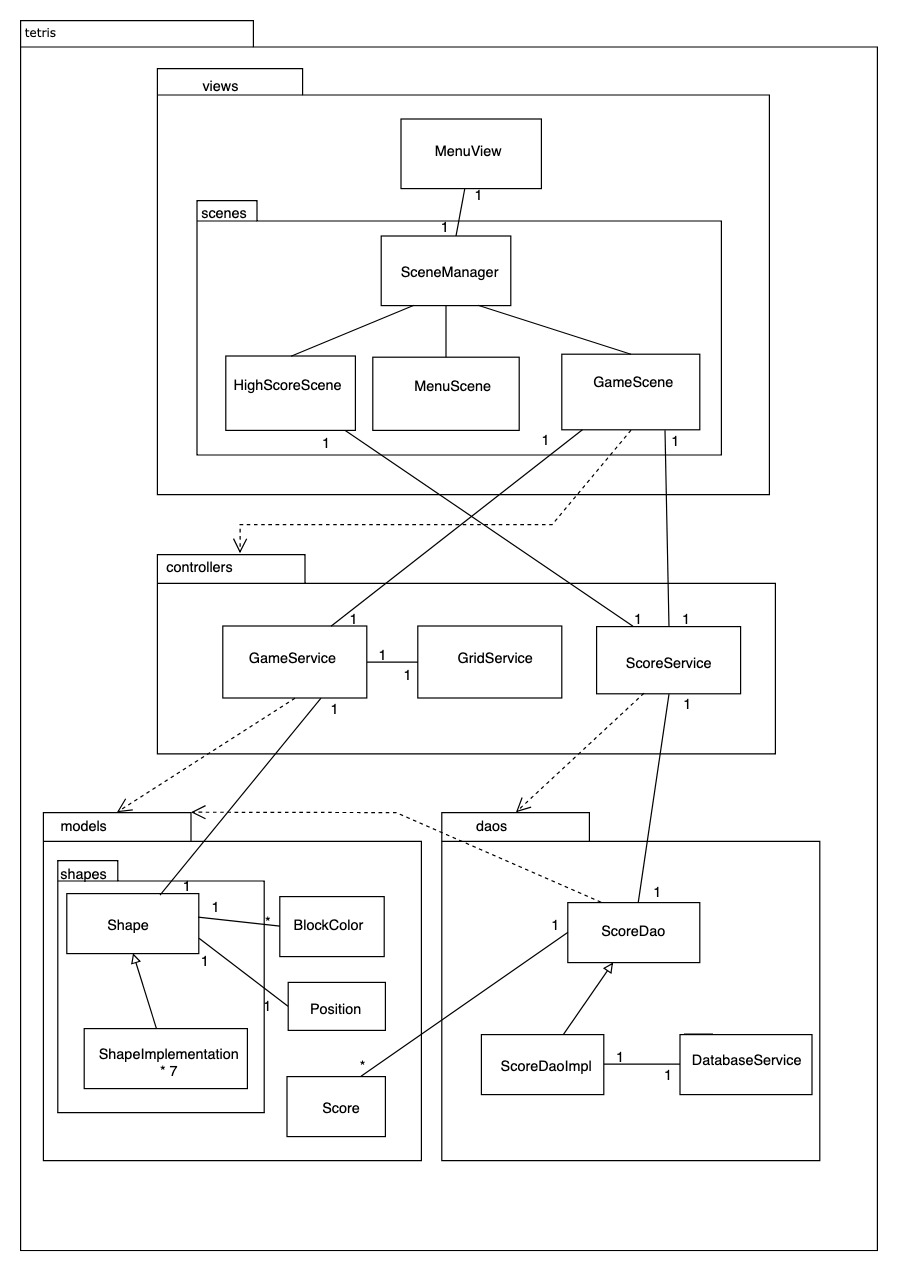 tetris
views
MenuView
1
scenes
1
SceneManager
HighScoreScene
MenuScene
GameScene
1
1
1
controllers
1
1
1
GameService
1
1
GridService
ScoreService
1
1
models
daos
shapes
1
1
Shape
1
*
BlockColor
1
ScoreDao
1
1
1
Position
ShapeImplementation
* 7
*
Score
ScoreDaoImpl
1
1
DatabaseService